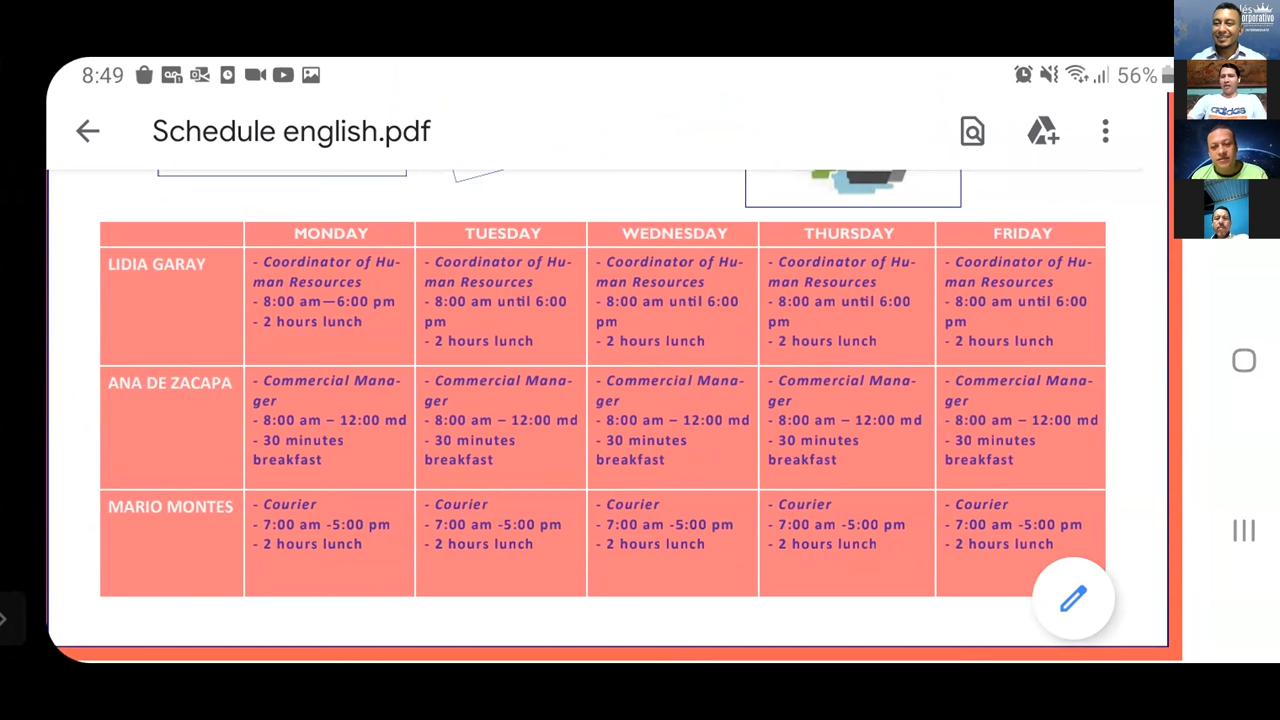 8:49
56%
Schedule english.pdf
MONDAY TUESDAY WEDNESDAY THURSDAY FRIDAY
LIDIA GARAY
- Coordinator of Hu-
man Resources
- 8:00 am—6:00 pm
- 2 hours lunch
- Coordinator of Hu-
man Resources
- 8:00 am until 6:00
pm
- 2 hours lunch
- Coordinator of Hu-
man Resources
- 8:00 am until 6:00
pm
- 2 hours lunch
- Coordinator of Hu-
man Resources
- 8:00 am until 6:00
pm
- 2 hours lunch
- Coordinator of Hu-
man Resources
- 8:00 am until 6:00
pm
- 2 hours lunch
ANA DE ZACAPA
- Commercial Mana-
ger
- 8:00 am – 12:00 md
- 30 minutes
breakfast
- Commercial Mana-
ger
- 8:00 am – 12:00 md
- 30 minutes
breakfast
- Commercial Mana-
ger
- 8:00 am – 12:00 md
- 30 minutes
breakfast
- Commercial Mana-
ger
- 8:00 am – 12:00 md
- 30 minutes
breakfast
- Commercial Mana-
ger
- 8:00 am – 12:00 md
- 30 minutes
breakfast
MARIO MONTES
- Courier
- 7:00 am -5:00 pm
- 2 hours lunch
- Courier
- 7:00 am -5:00 pm
- 2 hours lunch
- Courier
- 7:00 am -5:00 pm
- 2 hours lunch
- Courier
- 7:00 am -5:00 pm
- 2 hours lunch
- Courier
- 7:00 am -5:00 pm
- 2 hours lunch
adidas